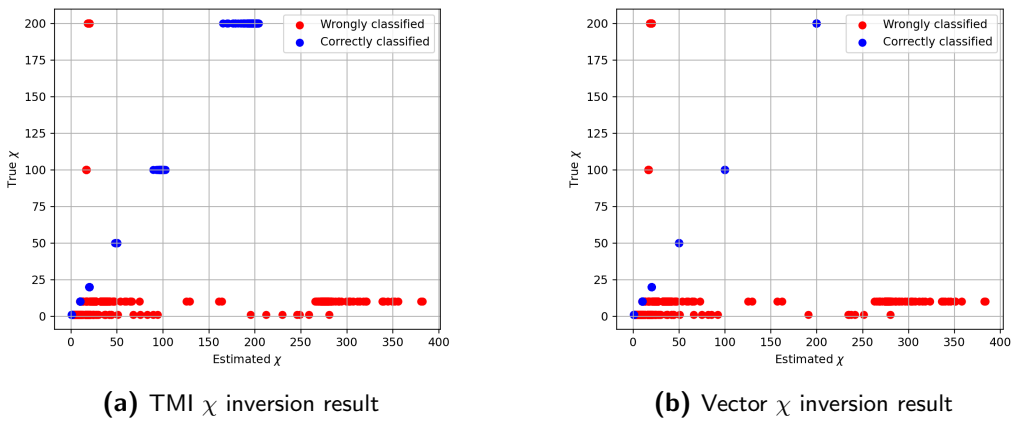 200
175
150
125
100
75
50
25
0
True χ
0 50 100 150 200 250 300 350 400
Estimated χ
Wrongly classified
Correctly classified
(a) TMI χ inversion result
200
175
150
125
100
75
50
25
0
True χ
0 50 100 150 200 250 300 350 400
Estimated χ
Wrongly classified
Correctly classified
(b) Vector χ inversion result